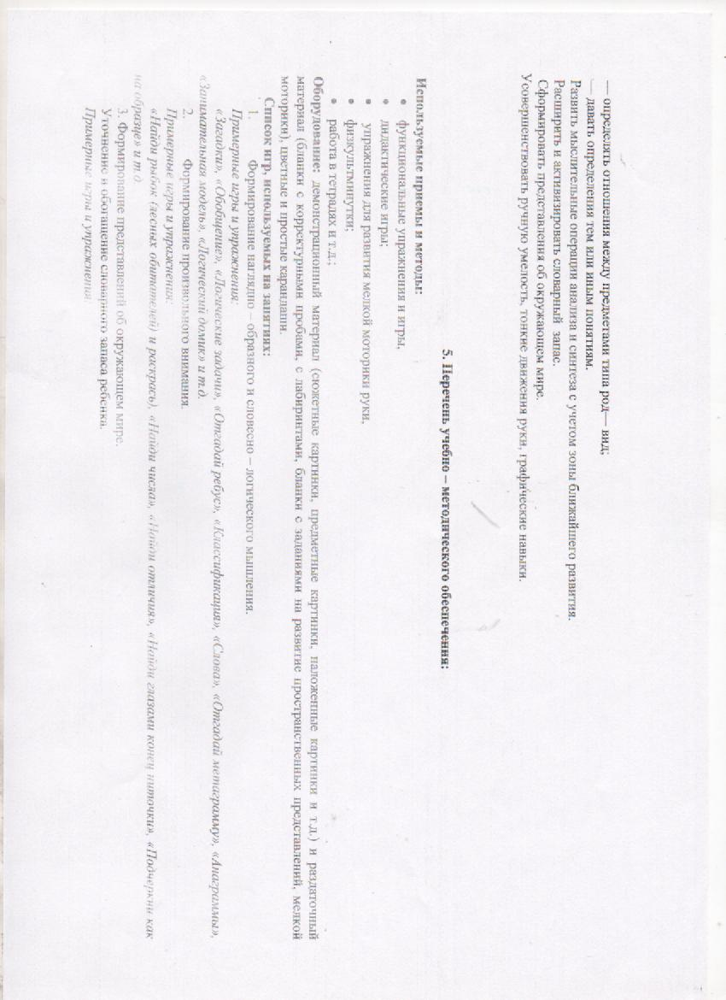 — определять отношения между предметами типа род— вид;
— давать определения тем или иным понятиям.
Развить мыслительные операции анализа и синтеза с учетом зоны ближайшего развития.
Расширить и активизировать словарный запас.
Сформировать представления об окружающем мире.
Усовершенствовать ручную умелость, тонкие движения руки, графические навыки.
5. Перечень учебно – методического обеспечения:
Используемые приемы и методы:
• функциональные упражнения и игры,
• дидактические игры;
• упражнения для развития мелкой моторики руки,
• физкультминутки;
• работа в тетрадях и т.д.;
Оборудование: демонстрационный материал (сюжетные картинки, предметные картинки, наложенные картинки и т.д.) и раздаточный
материал (бланки с корректурными пробами, с лабиринтами, бланки с заданиями на развитие пространственных представлений, мелкой
моторики), цветные и простые карандаши.
Список игр, используемых на занятиях:
1. Формирование наглядно – образного и словесно – логического мышления.
Примерные игры и упражнения:
«Загадки», «Обобщение», «Логические задачи», «Отгадай ребус», «Классификация», «Слова», «Отгадай метаграмму», «Анаграммы»,
«Занимательная модель», «Логический домик» и т.д.
2. Формирование произвольного внимания.
Примерные игры и упражнения:
«Найди рыбок (лесных обитателей) и раскрась), «Найди числа», «Найди отличия», «Найди глазами конец ниточки», «Подчеркни как
на образце» и т.д.
3. Формирование представлений об окружающем мире.
Уточнение и обогащение словарного запаса ребенка.
Примерные игры и упражнения